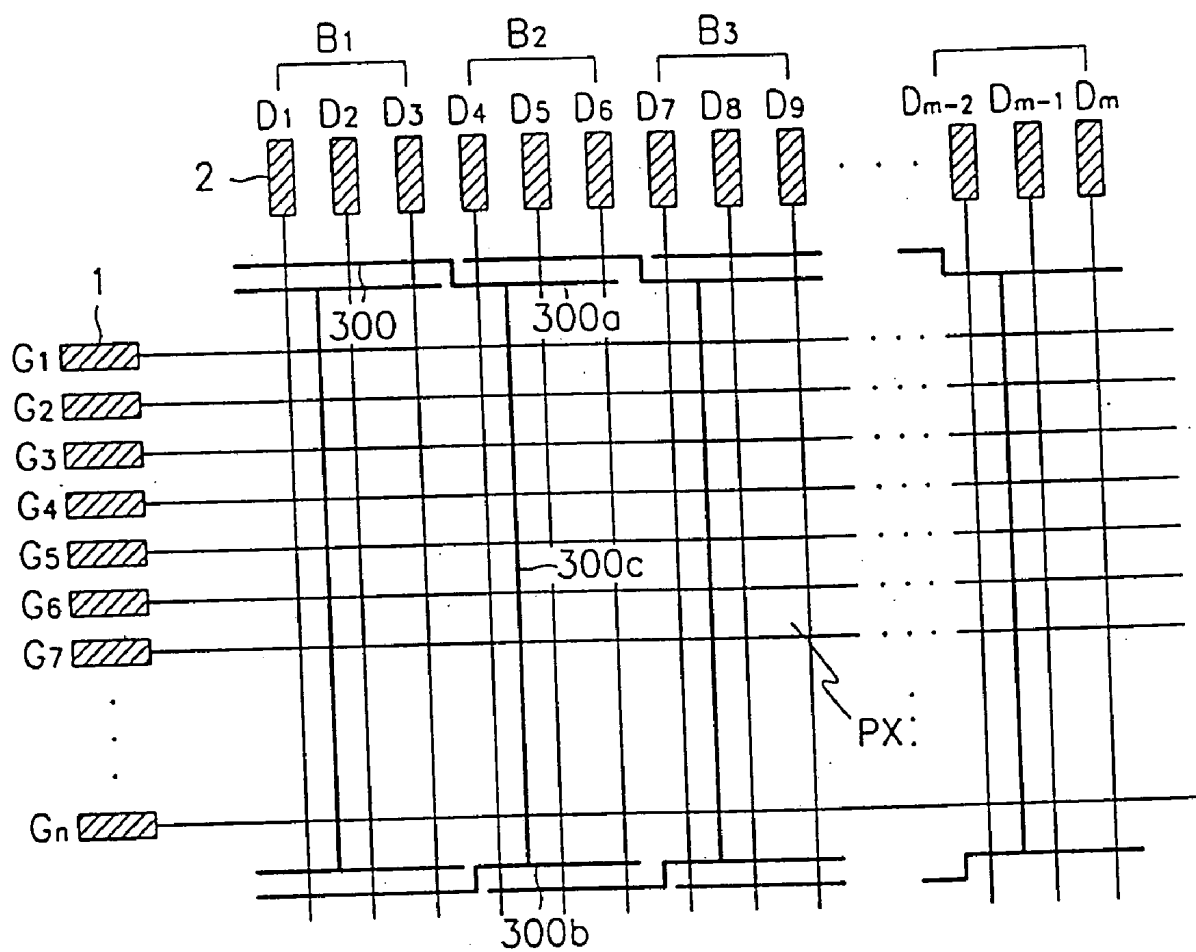 B1 B2 B3
D1 D2 D3 D4 D5 D6 D7 D8 D9 Dm-2 Dm-1 Dm
2
1
300 300a
G1
G2
G3
G4
G5
300c
G6
G7
PX
Gn
300b